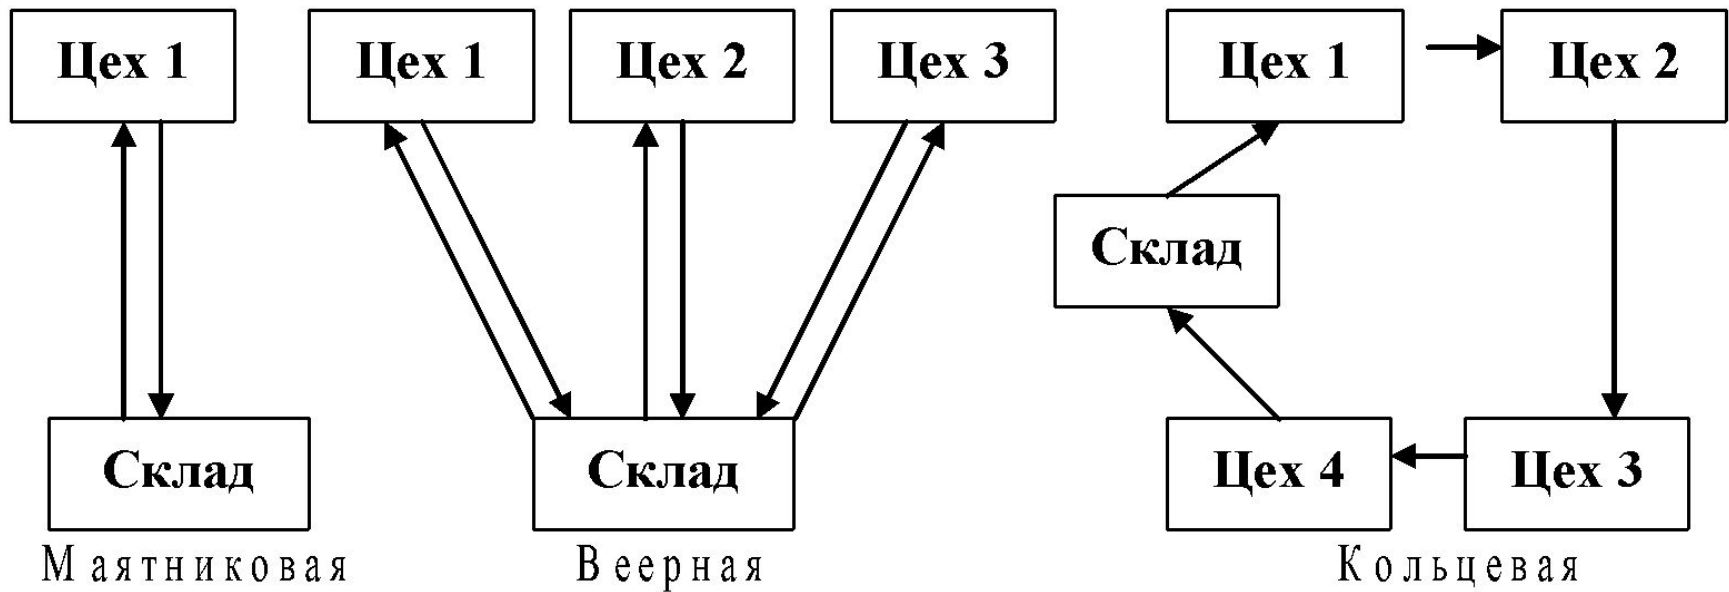 Цех 1
Цех 1
Цех 2
Цех 3
Цех 1
Цех 2
Склад
Склад
Склад
Цех 4
Цех 3
Маятниковая
Веерная
Кольцевая